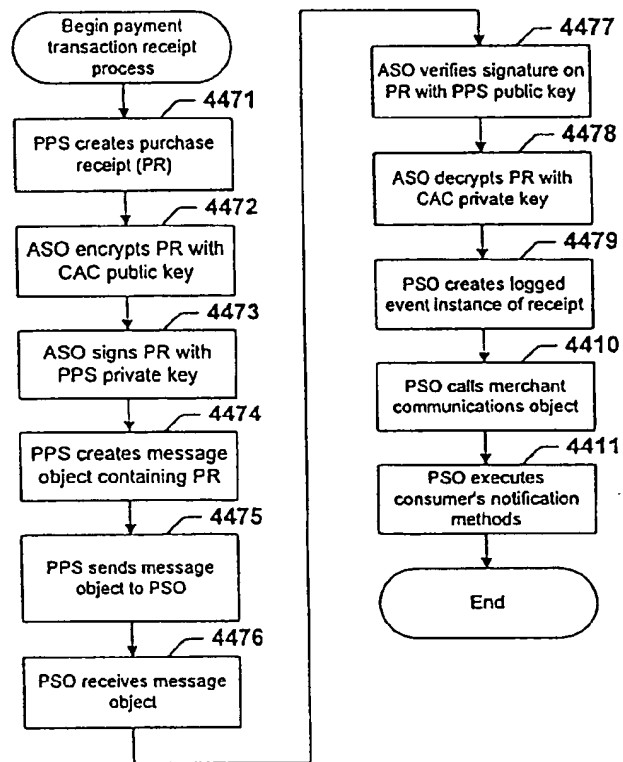 Begin payment
transaction receipt
process
4471
PPS creates purchase
receipt (PR)
4472
ASO encrypts PR with
CAC public key
4473
ASO signs PR with
PPS private key
4474
PPS creates message
object containing PR
4475
PPS sends message
object to PSO
4476
PSO receives message
object
4477
ASO verifies signature on
PR with PPS public key
4478
ASO decrypts PR with
CAC private key
4479
PSO creates logged
event instance of receipt
4410
PSO calls merchant
communications object
4411
PSO executes
consumer's notification
methods
End